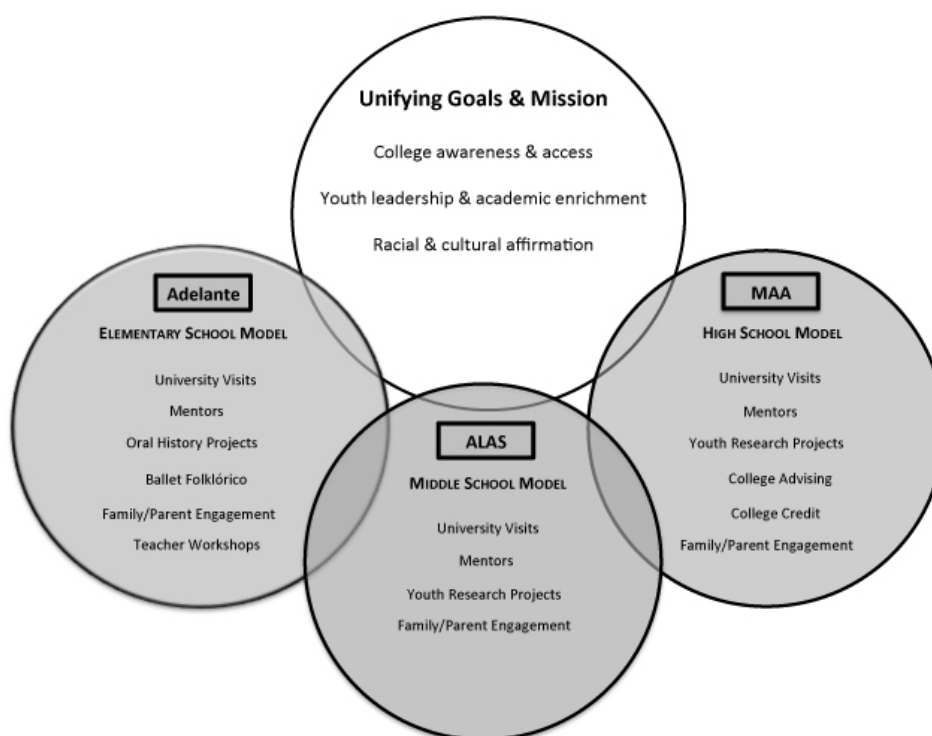 Unifying Goals & Mission
College awareness & access
Youth leadership & academic enrichment
Racial & cultural affirmation
Adelante
ELEMENTARY SCHOOL MODEL
University Visits
Mentors
Oral History Projects
Ballet Folklórico
Family/Parent Engagement
Teacher Workshops
ALAS
MIDDLE SCHOOL MODEL
University Visits
Mentors
Youth Research Projects
Family/Parent Engagement
MAA
HIGH SCHOOL MODEL
University Visits
Mentors
Youth Research Projects
College Advising
College Credit
Family/Parent Engagement